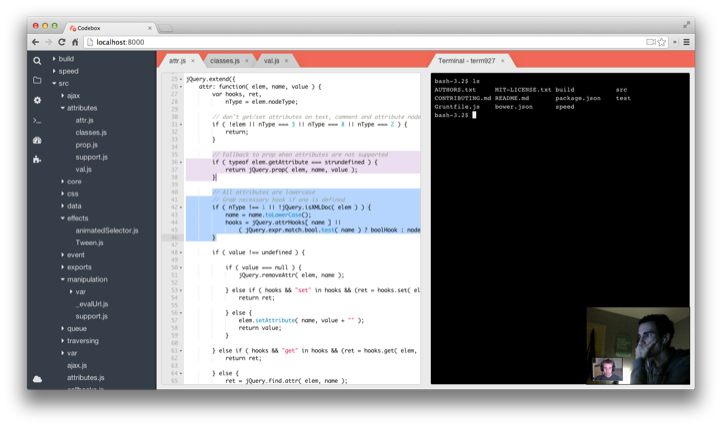 Codebox
localhost:8000
build
speed
src
ajax
attributes
attr.js
classes.js
prop.js
support.js
val.js
core
css
data
effects
animatedSelector.js
Tween.js
event
exports
manipulation
var
_evalUrl.js
support.js
queue
traversing
var
ajax.js
attributes.js
attr.js
classes.js
val.js
25 jQuery.extend({
26 attr: function( elem, name, value ) {
27 var hooks, ret,
28 nType = elem.nodeType;
29
30 // don't get/set attributes on text, comment and attribute node
31 if ( !elem || nType === 3 || nType === 8 || nType === 2 ) {
32 return;
33 }
34
35 // Fallback to prop when attributes are not supported
36 if ( typeof elem.getAttribute === strundefined ) {
37 return jQuery.prop( elem, name, value );
38 }
39
40 // All attributes are lowercase
41 // Grab necessary hook if one is defined
42 if ( nType !== 1 || !jQuery.isXMLDoc( elem ) ) {
43 name = name.toLowerCase();
44 hooks = jQuery.attrHooks[ name ] ||
45 ( jQuery.expr.match.bool.test( name ) ? boolHook : node
46 }
47
48 if ( value !== undefined ) {
49
50 if ( value === null ) {
51 jQuery.removeAttr( elem, name );
52
53 } else if ( hooks && "set" in hooks && (ret = hooks.set( el
54 return ret;
55
56 } else {
57 elem.setAttribute( name, value + "" );
58 return value;
59 }
60
61 } else if ( hooks && "get" in hooks && (ret = hooks.get( elem,
62 return ret;
63
64 } else {
65 ret = jQuery.find.attr( elem, name );
Terminal - term927
bash-3.2$ ls
AUTHORS.txt MIT-LICENSE.txt build src
CONTRIBUTING.md README.md package.json test
Gruntfile.js bower.json speed
bash-3.2$